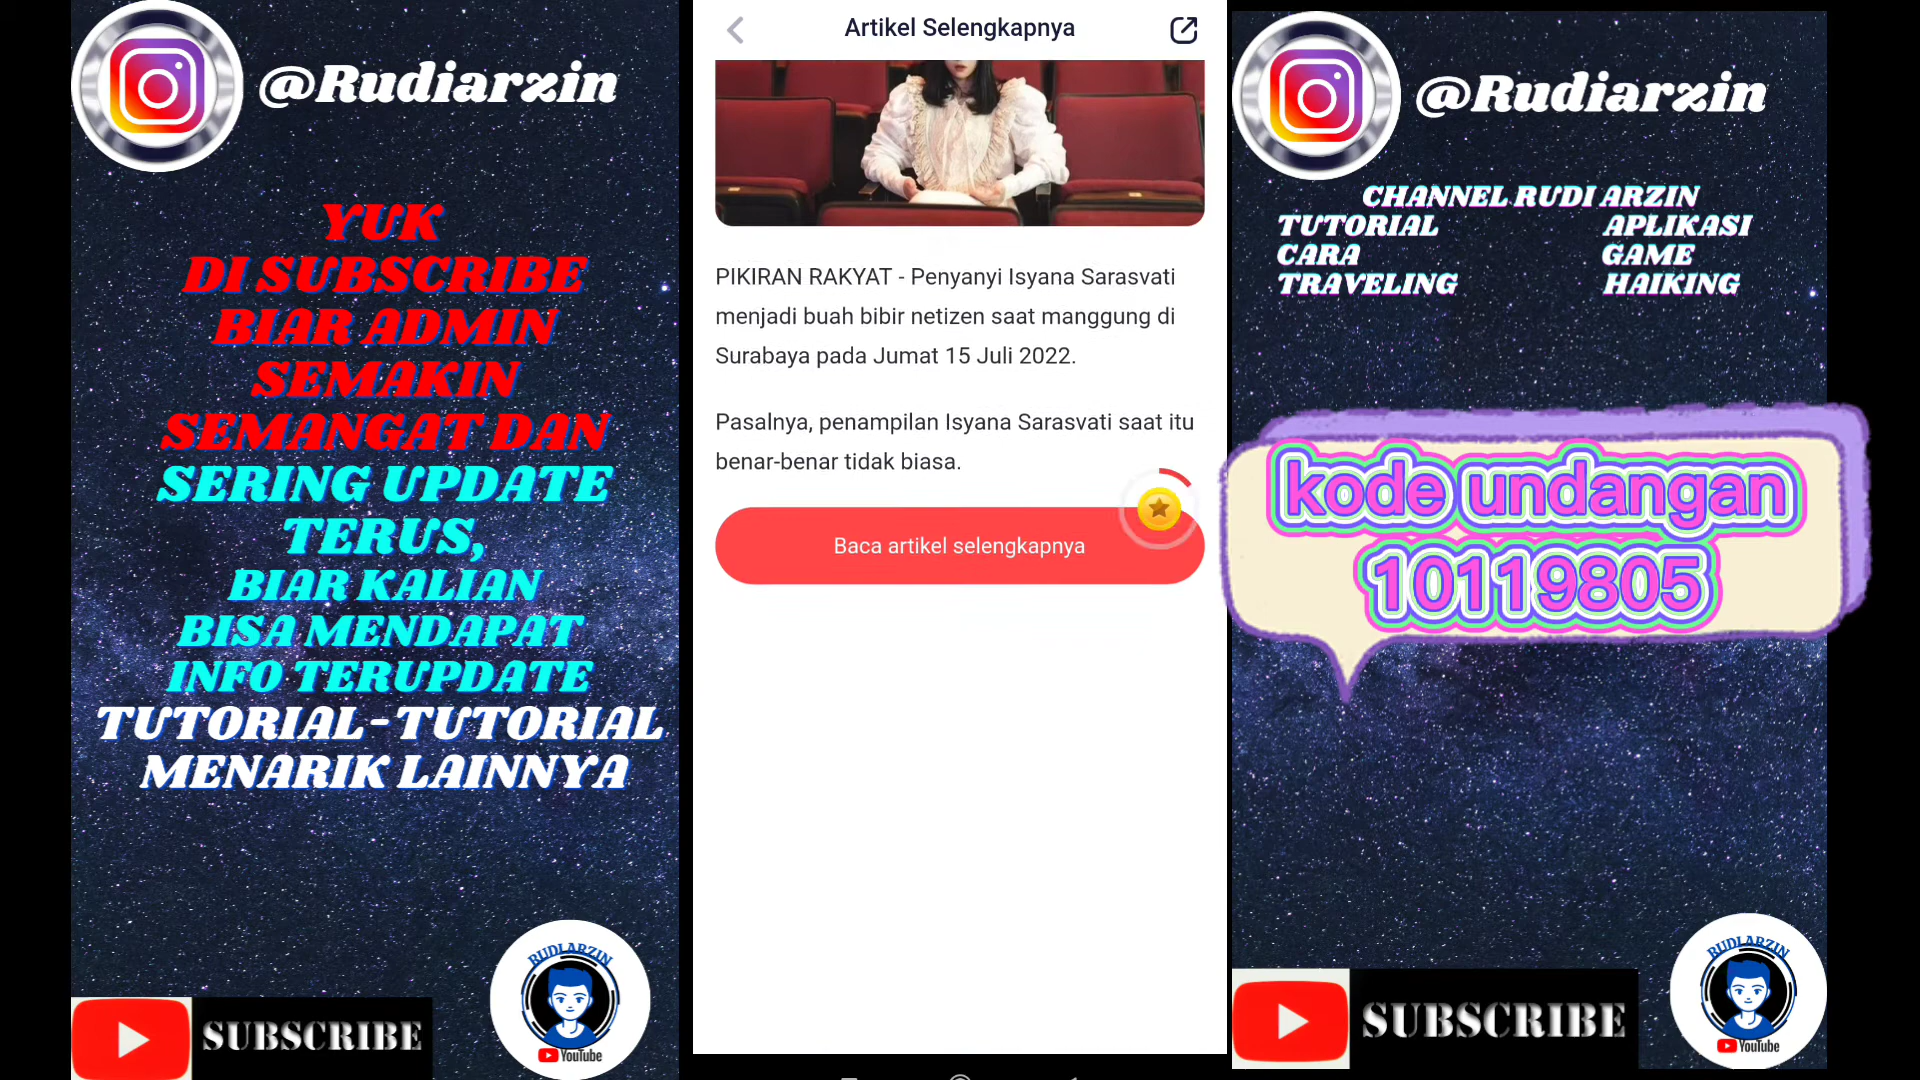 @Rudiarzin
YUK
DI SUBSCRIBE
BIAR ADMIN
SEMAKIN
SEMANGAT DAN
SERING UPDATE
TERUS,
BIAR KALIAN
BISA MENDAPAT
INFO TERUPDATE
TUTORIAL-TUTORIAL
MENARIK LAINNYA
SUBSCRIBE
RUDI ARZIN
YouTube
Artikel Selengkapnya
PIKIRAN RAKYAT - Penyanyi Isyana Sarasvati
menjadi buah bibir netizen saat manggung di
Surabaya pada Jumat 15 Juli 2022.
Pasalnya, penampilan Isyana Sarasvati saat itu
benar-benar tidak biasa.
Baca artikel selengkapnya
@Rudiarzin
CHANNEL RUDI ARZIN
TUTORIAL APLIKASI
CARA GAME
TRAVELING HAIKING
kode undangan
10119805
SUBSCRIBE
RUDI ARZIN
YouTube